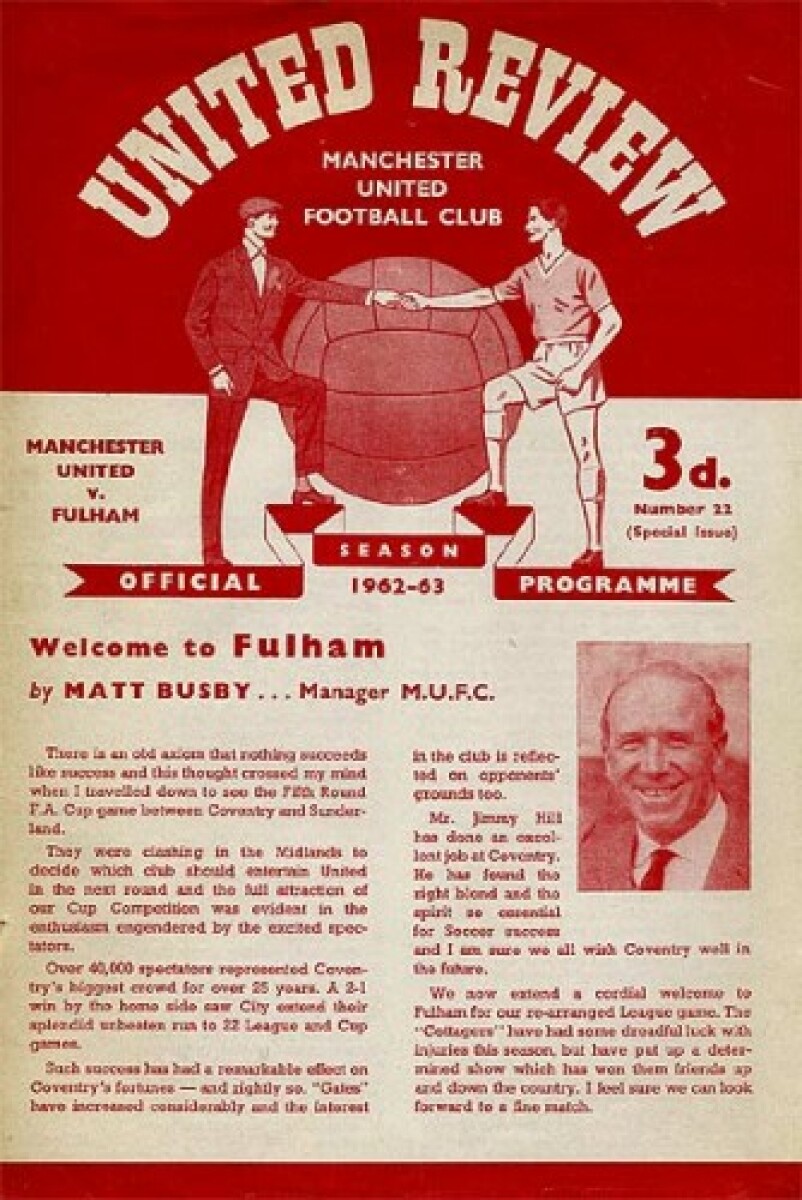 UNITED REVIEW
MANCHESTER
UNITED
FOOTBALL CLUB
MANCHESTER
UNITED
v.
FULHAM
3d.
Number 22
(Special Issue)
SEASON
OFFICIAL
1962-63
PROGRAMME
Welcome to Fulham
by MATT BUSBY... Manager M.U.F.C.
There is an old axiom that nothing succeeds
like success and this thought crossed my mind
when I travelled down to see the Fifth Round
F.A. Cup game between Coventry and Sunder-
land.
They were clashing in the Midlands to
decide which club should entertain United
in the next round and the full attraction of
our Cup Competition was evident in the
enthusiasm engendered by the excited spec-
tators.
Over 40,000 spectators represented Coven-
try's biggest crowd for over 25 years. A 2-1
win by the home side saw City extend their
splendid unbeaten run to 22 League and Cup
games.
Such success has had a remarkable effect on
Coventry's fortunes — and rightly so. "Gates"
have increased considerably and the interest
in the club is reflec-
ted on opponents'
grounds too.
Mr. Jimmy Hill
has done an excel-
lent job at Coventry.
He has found the
right blend and the
spirit so essential
for Soccer success
and I am sure we all wish Coventry well in
the future.
We now extend a cordial welcome to
Fulham for our re-arranged League game. The
"Cottagers" have had some dreadful luck with
injuries this season, but have put up a deter-
mined show which has won them friends up
and down the country. I feel sure we can look
forward to a fine match.